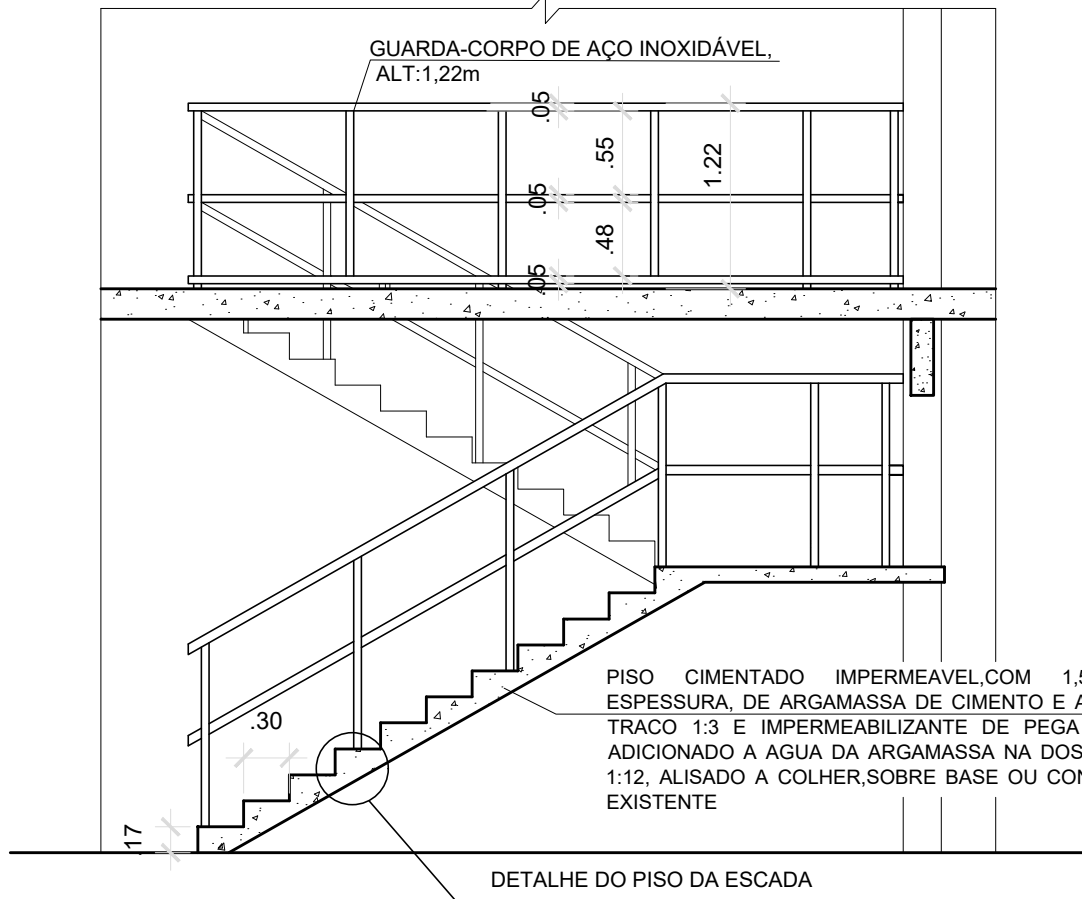 GUARDA-CORPO DE AÇO INOXIDÁVEL,
ALT:1,22m
.05
.55
1.22
.05
.48
.05
PISO CIMENTADO IMPERMEAVEL,COM
ESPESSURA, DE ARGAMASSA DE CIMENTO E
TRACO 1:3 E IMPERMEABILIZANTE DE PEGA
ADICIONADO A AGUA DA ARGAMASSA NA
1:12, ALISADO A COLHER,SOBRE BASE OU
EXISTENTE
.30
.17
DETALHE DO PISO DA ESCADA